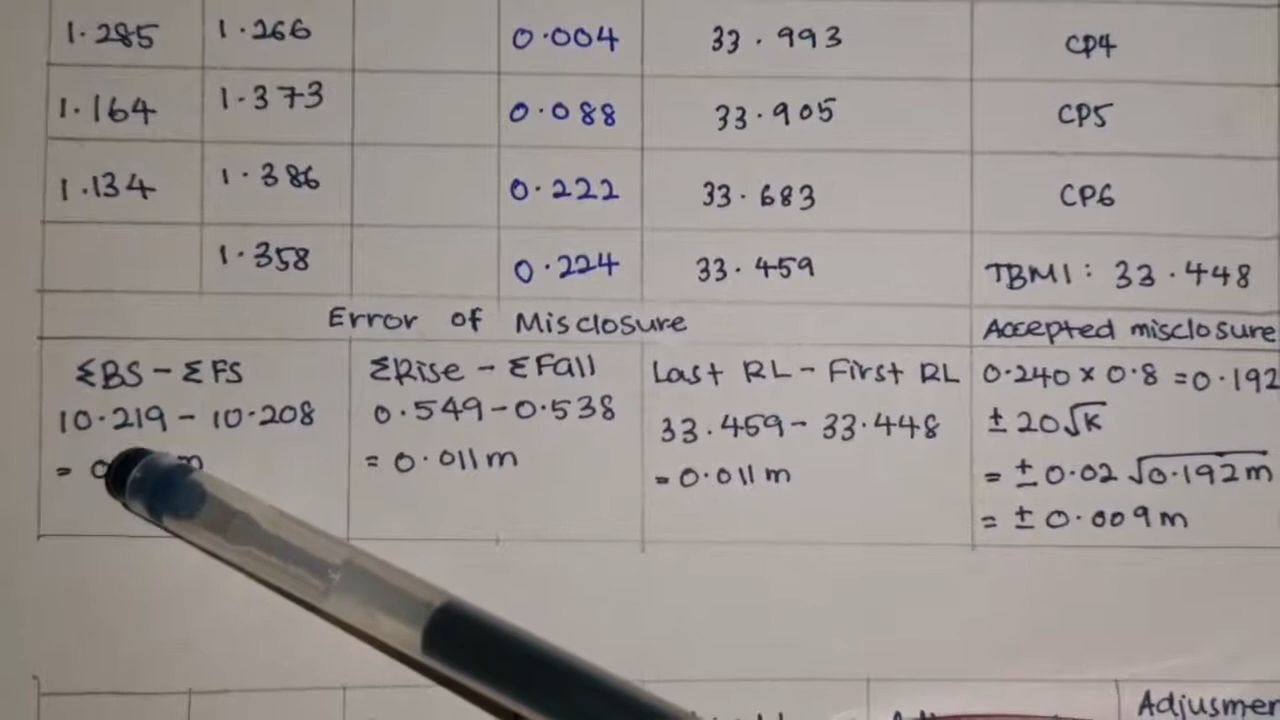 1.285 1.266 0.004 33.993 CP4
1.164 1.373 0.088 33.905 CP5
1.134 1.386 0.222 33.683 CP6
1.358 0.224 33.459 TBM1: 33.448
Error of Misclosure Accepted misclosure
ΣBS - ΣFS ΣRise - ΣFall Last RL - First RL 0.240 x 0.8 = 0.192
10.219 - 10.208 0.549 - 0.538 33.459 - 33.448 ± 20√K
= 0 m = 0.011m = 0.011m = ± 0.02 √0.192m
= ± 0.009m
Adjusmen